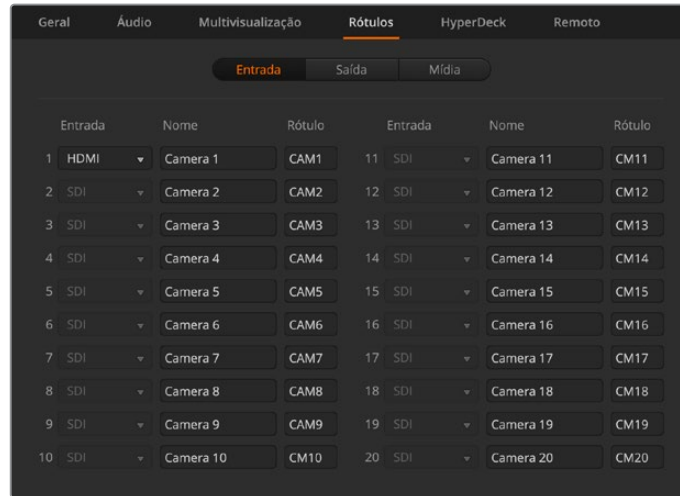 Geral Áudio Multivisualização Rótulos HyperDeck Remoto
Entrada Saída Mídia
Entrada Nome Rótulo Entrada Nome Rótulo
1 HDMI Camera 1 CAM1 11 SDI Camera 11 CM11
2 SDI Camera 2 CAM2 12 SDI Camera 12 CM12
3 SDI Camera 3 CAM3 13 SDI Camera 13 CM13
4 SDI Camera 4 CAM4 14 SDI Camera 14 CM14
5 SDI Camera 5 CAM5 15 SDI Camera 15 CM15
6 SDI Camera 6 CAM6 16 SDI Camera 16 CM16
7 SDI Camera 7 CAM7 17 SDI Camera 17 CM17
8 SDI Camera 8 CAM8 18 SDI Camera 18 CM18
9 SDI Camera 9 CAM9 19 SDI Camera 19 CM19
10 SDI Camera 10 CM10 20 SDI Camera 20 CM20